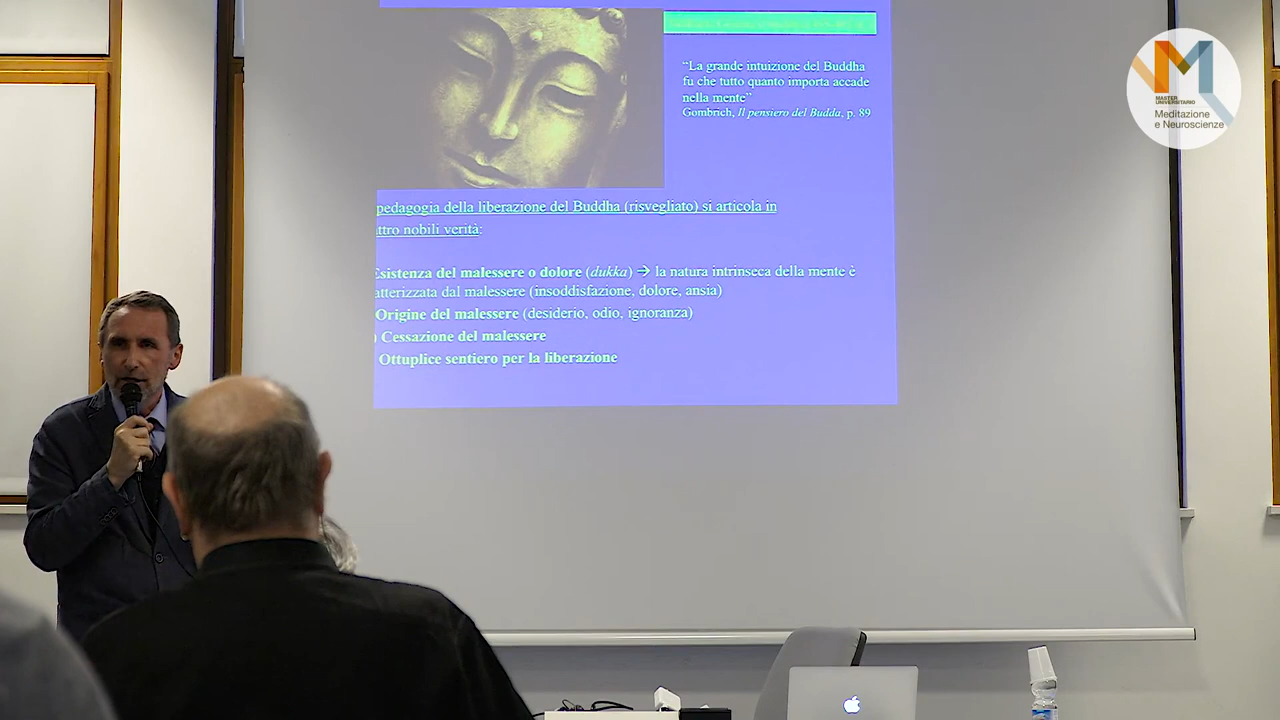 “La grande intuizione del Buddha
fu che tutto quanto importa accade
nella mente”
Gombrich, Il pensiero del Budda, p. 89
pedagogia della liberazione del Buddha (risvegliato) si articola in
ttro nobili verità:
Esistenza del malessere o dolore (dukka) → la natura intrinseca della mente è
atterizzata dal malessere (insoddisfazione, dolore, ansia)
Origine del malessere (desiderio, odio, ignoranza)
) Cessazione del malessere
Ottuplice sentiero per la liberazione
MASTER
UNIVERSITARIO
Meditazione
e Neuroscienze